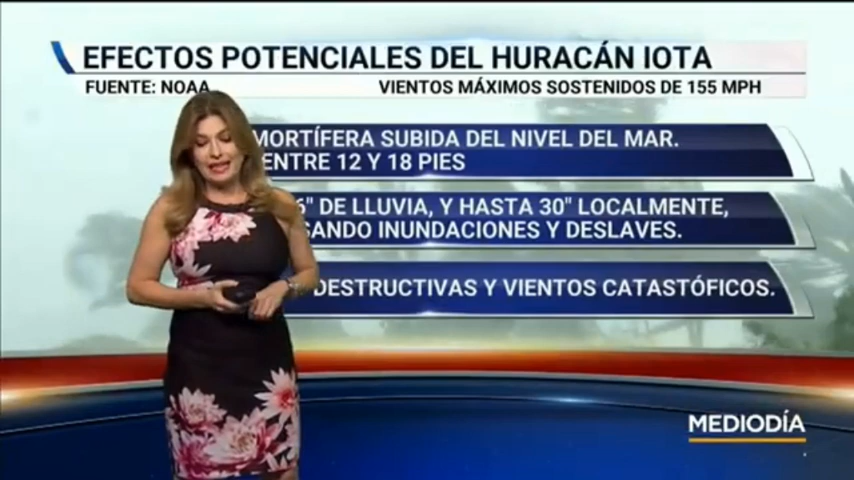 EFECTOS POTENCIALES DEL HURACÁN IOTA
FUENTE: NOAA VIENTOS MÁXIMOS SOSTENIDOS DE 155 MPH
MORTÍFERA SUBIDA DEL NIVEL DEL MAR.
ENTRE 12 Y 18 PIES
6" DE LLUVIA, Y HASTA 30" LOCALMENTE,
SANDO INUNDACIONES Y DESLAVES.
DESTRUCTIVAS Y VIENTOS CATASTÓFICOS.
MEDIODÍA